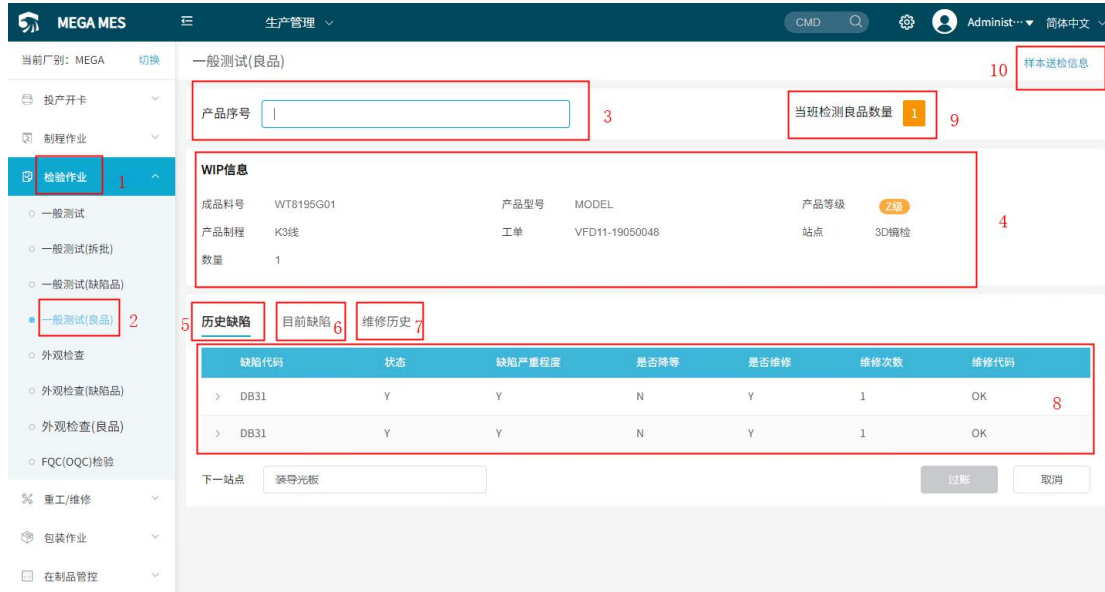 MEGA MES 生产管理 CMD Administ… 简体中文
当前厂别: MEGA 切换 一般测试(良品) 10 样本送检信息
投产开卡 产品序号 3 当班检测良品数量 1 9
制程作业
检验作业 1 WIP信息
一般测试 成品料号 WT8195G01 产品型号 MODEL 产品等级 Z级 4
一般测试(拆批) 产品制程 K3线 工单 VFD11-19050048 站点 3D镜检
一般测试(缺陷品) 数量 1
一般测试(良品) 2 5 历史缺陷 目前缺陷 6 维修历史 7
外观检查 缺陷代码 状态 缺陷严重程度 是否降等 是否维修 维修次数 维修代码
外观检查(缺陷品) DB31 Y Y N Y 1 OK 8
外观检查(良品) DB31 Y Y N Y 1 OK
FQC(OQC)检验 下一站点 装导光板 过账 取消
重工/维修
包装作业
在制品管控